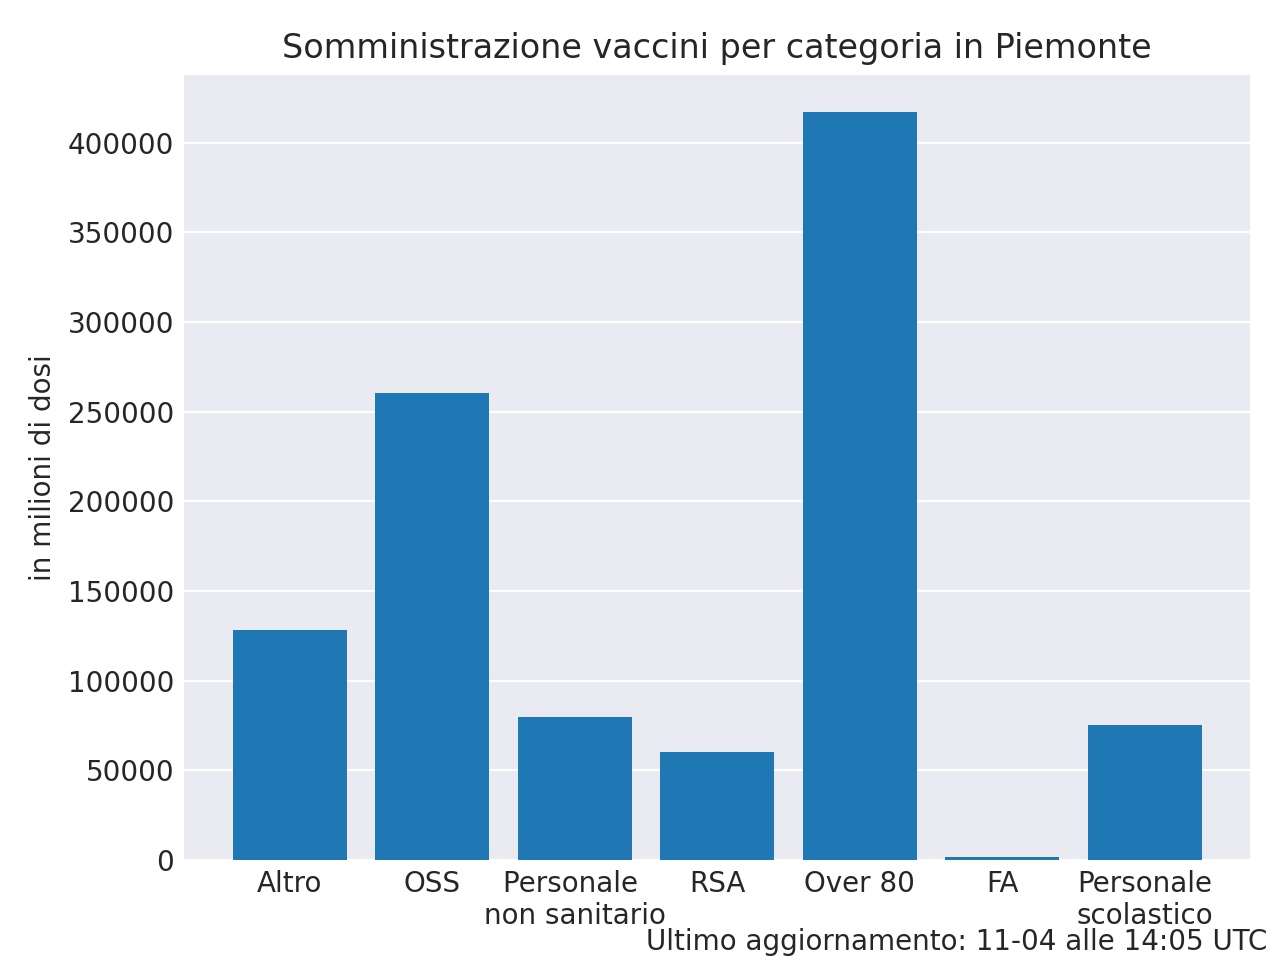 Somministrazione vaccini per categoria in Piemonte
in milioni di dosi
400000
350000
300000
250000
200000
150000
100000
50000
0
Altro
OSS
Personale
non sanitario
RSA
Over 80
FA
Personale
scolastico
Ultimo aggiornamento: 11-04 alle 14:05 UTC